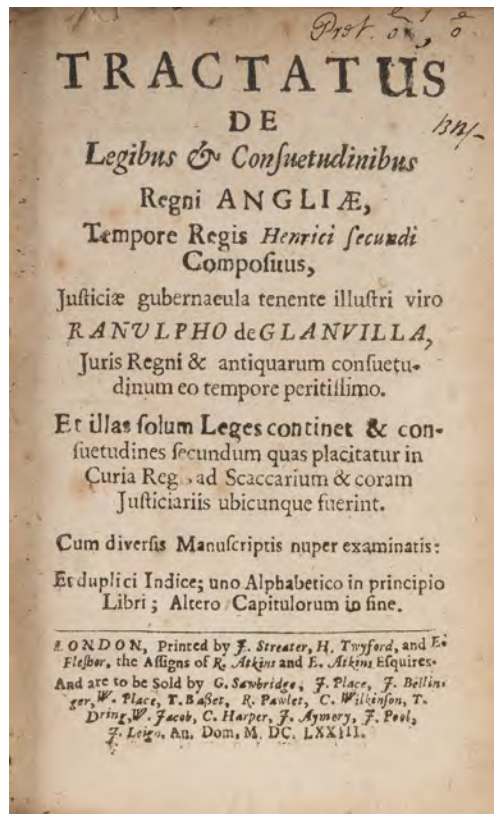 TRACTATUS
DE
Legibus & Conſuetudinibus
Regni ANGLIÆ,
Tempore Regis Henrici ſecundi
Compoſitus,
Juſticiæ gubernacula tenente illuſtri viro
RANULPHO de GLANVILLA,
Juris Regni & antiquarum conſuetu-
dinum eo tempore peritiſſimo.
Et illas ſolum Leges continet & con-
ſuetudines ſecundum quas placitatur in
Curia Reg. ad Scaccarium & coram
Juſticiariis ubicunque fuerint.
Cum diverſis Manuſcriptis nuper examinatis:
Et duplici Indice; uno Alphabetico in principio
Libri; Altero Capitulorum in fine.
LONDON, Printed by J. Streater, H. Twyford, and E.
Fleſher, the Aſſigns of R. Atkins and E. Atkins Eſquires.
And are to be Sold by G. Sawbridge, J. Place, J. Bellin-
ger, W. Place, T. Baſſet, R. Pawlet, C. Wilkinſon, T.
Dring, W. Jacob, C. Harper, J. Aymery, J. Pool,
J. Leigh, An. Dom, M. DC. LXXIII.